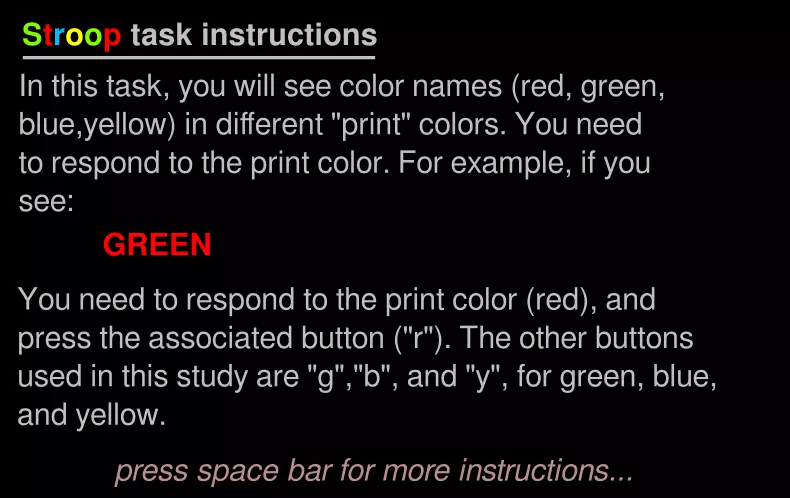 Stroop task instructions
In this task, you will see color names (red, green,
blue,yellow) in different "print" colors. You need
to respond to the print color. For example, if you
see:
GREEN
You need to respond to the print color (red), and
press the associated button ("r"). The other buttons
used in this study are "g","b", and "y", for green, blue,
and yellow.
press space bar for more instructions...